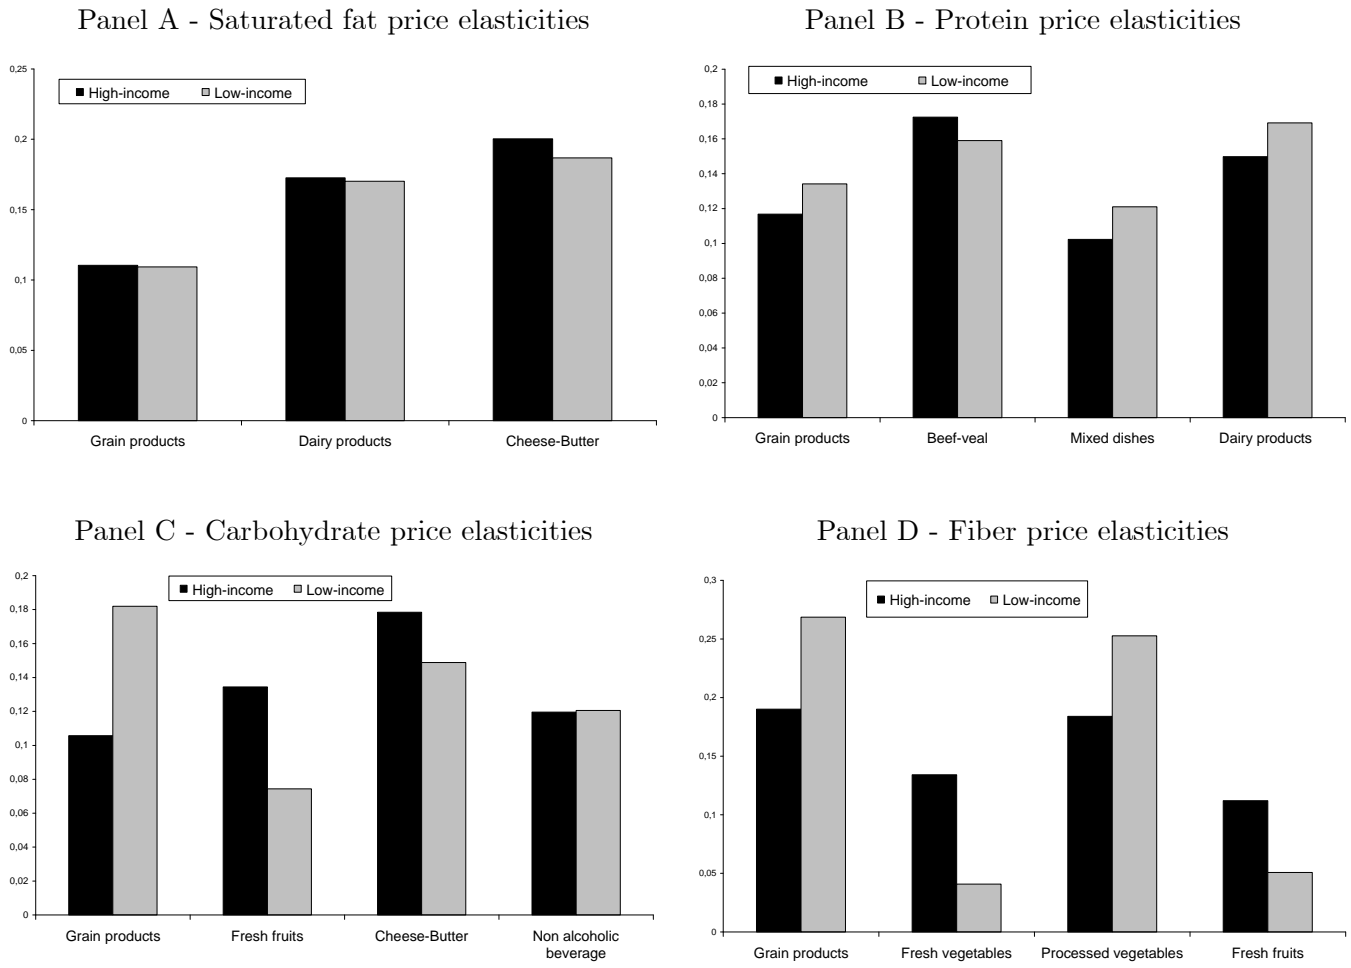 Panel A - Saturated fat price elasticities
0,25
High-income Low-income
0,2
0,15
0,1
0,05
0
Grain products Dairy products Cheese-Butter
Panel B - Protein price elasticities
0,2
High-income Low-income
0,18
0,16
0,14
0,12
0,1
0,08
0,06
0,04
0,02
0
Grain products Beef-veal Mixed dishes Dairy products
Panel C - Carbohydrate price elasticities
0,2
High-income Low-income
0,18
0,16
0,14
0,12
0,1
0,08
0,06
0,04
0,02
0
Grain products Fresh fruits Cheese-Butter Non alcoholic
beverage
Panel D - Fiber price elasticities
0,3
High-income Low-income
0,25
0,2
0,15
0,1
0,05
0
Grain products Fresh vegetables Processed vegetables Fresh fruits